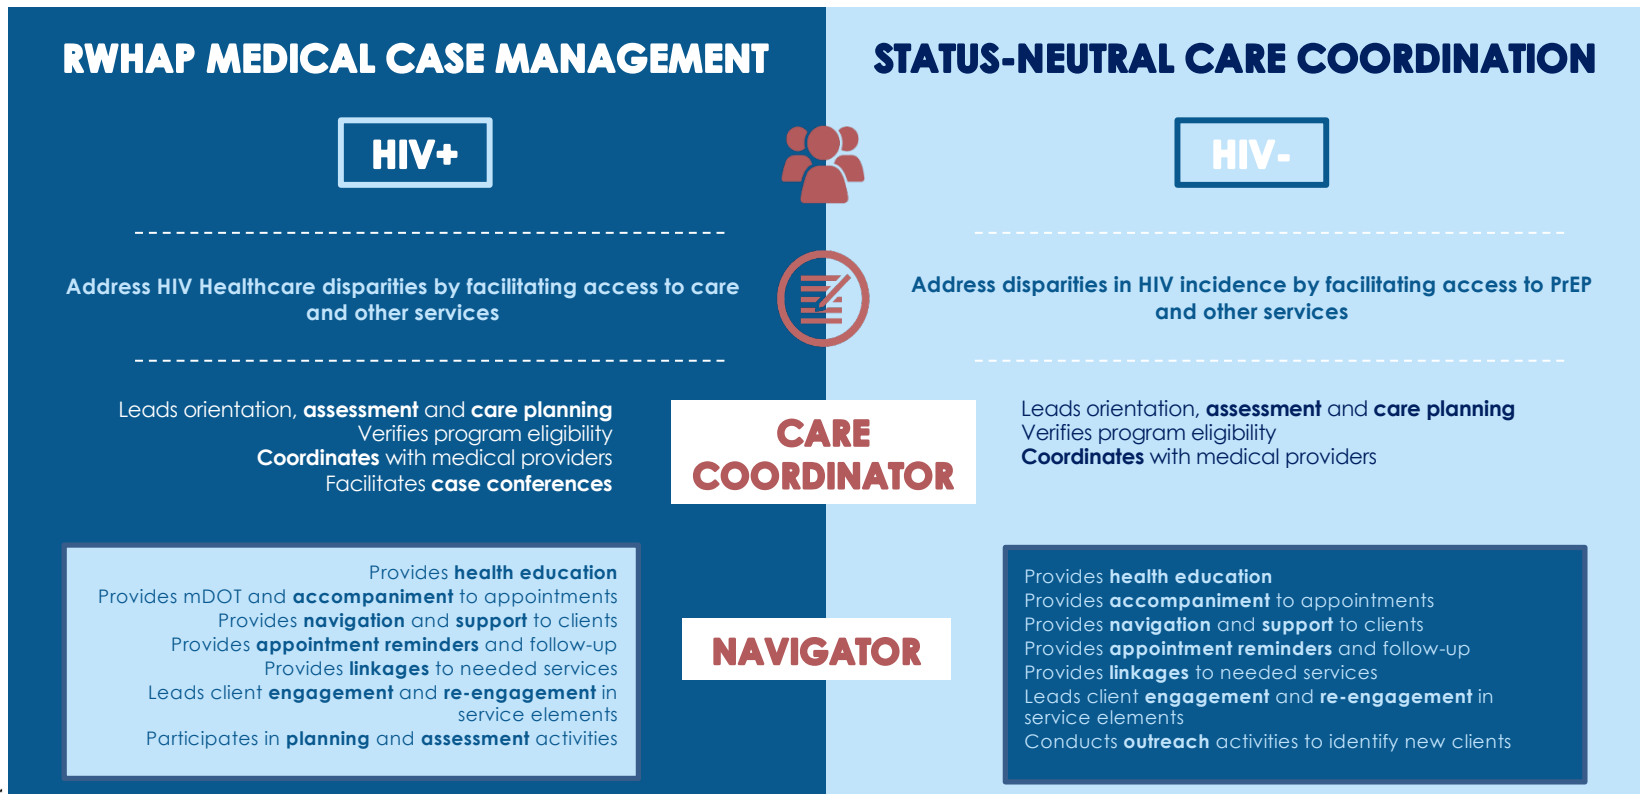 RWHAP MEDICAL CASE MANAGEMENT
HIV+
Address HIV Healthcare disparities by facilitating access to care
and other services
Leads orientation, assessment and care planning
Verifies program eligibility
Coordinates with medical providers
Facilitates case conferences
Provides health education
Provides mDOT and accompaniment to appointments
Provides navigation and support to clients
Provides appointment reminders and follow-up
Provides linkages to needed services
Leads client engagement and re-engagement in
service elements
Participates in planning and assessment activities
CARE
COORDINATOR
NAVIGATOR
STATUS-NEUTRAL CARE COORDINATION
HIV-
Address disparities in HIV incidence by facilitating access to PrEP
and other services
Leads orientation, assessment and care planning
Verifies program eligibility
Coordinates with medical providers
Provides health education
Provides accompaniment to appointments
Provides navigation and support to clients
Provides appointment reminders and follow-up
Provides linkages to needed services
Leads client engagement and re-engagement in
service elements
Conducts outreach activities to identify new clients